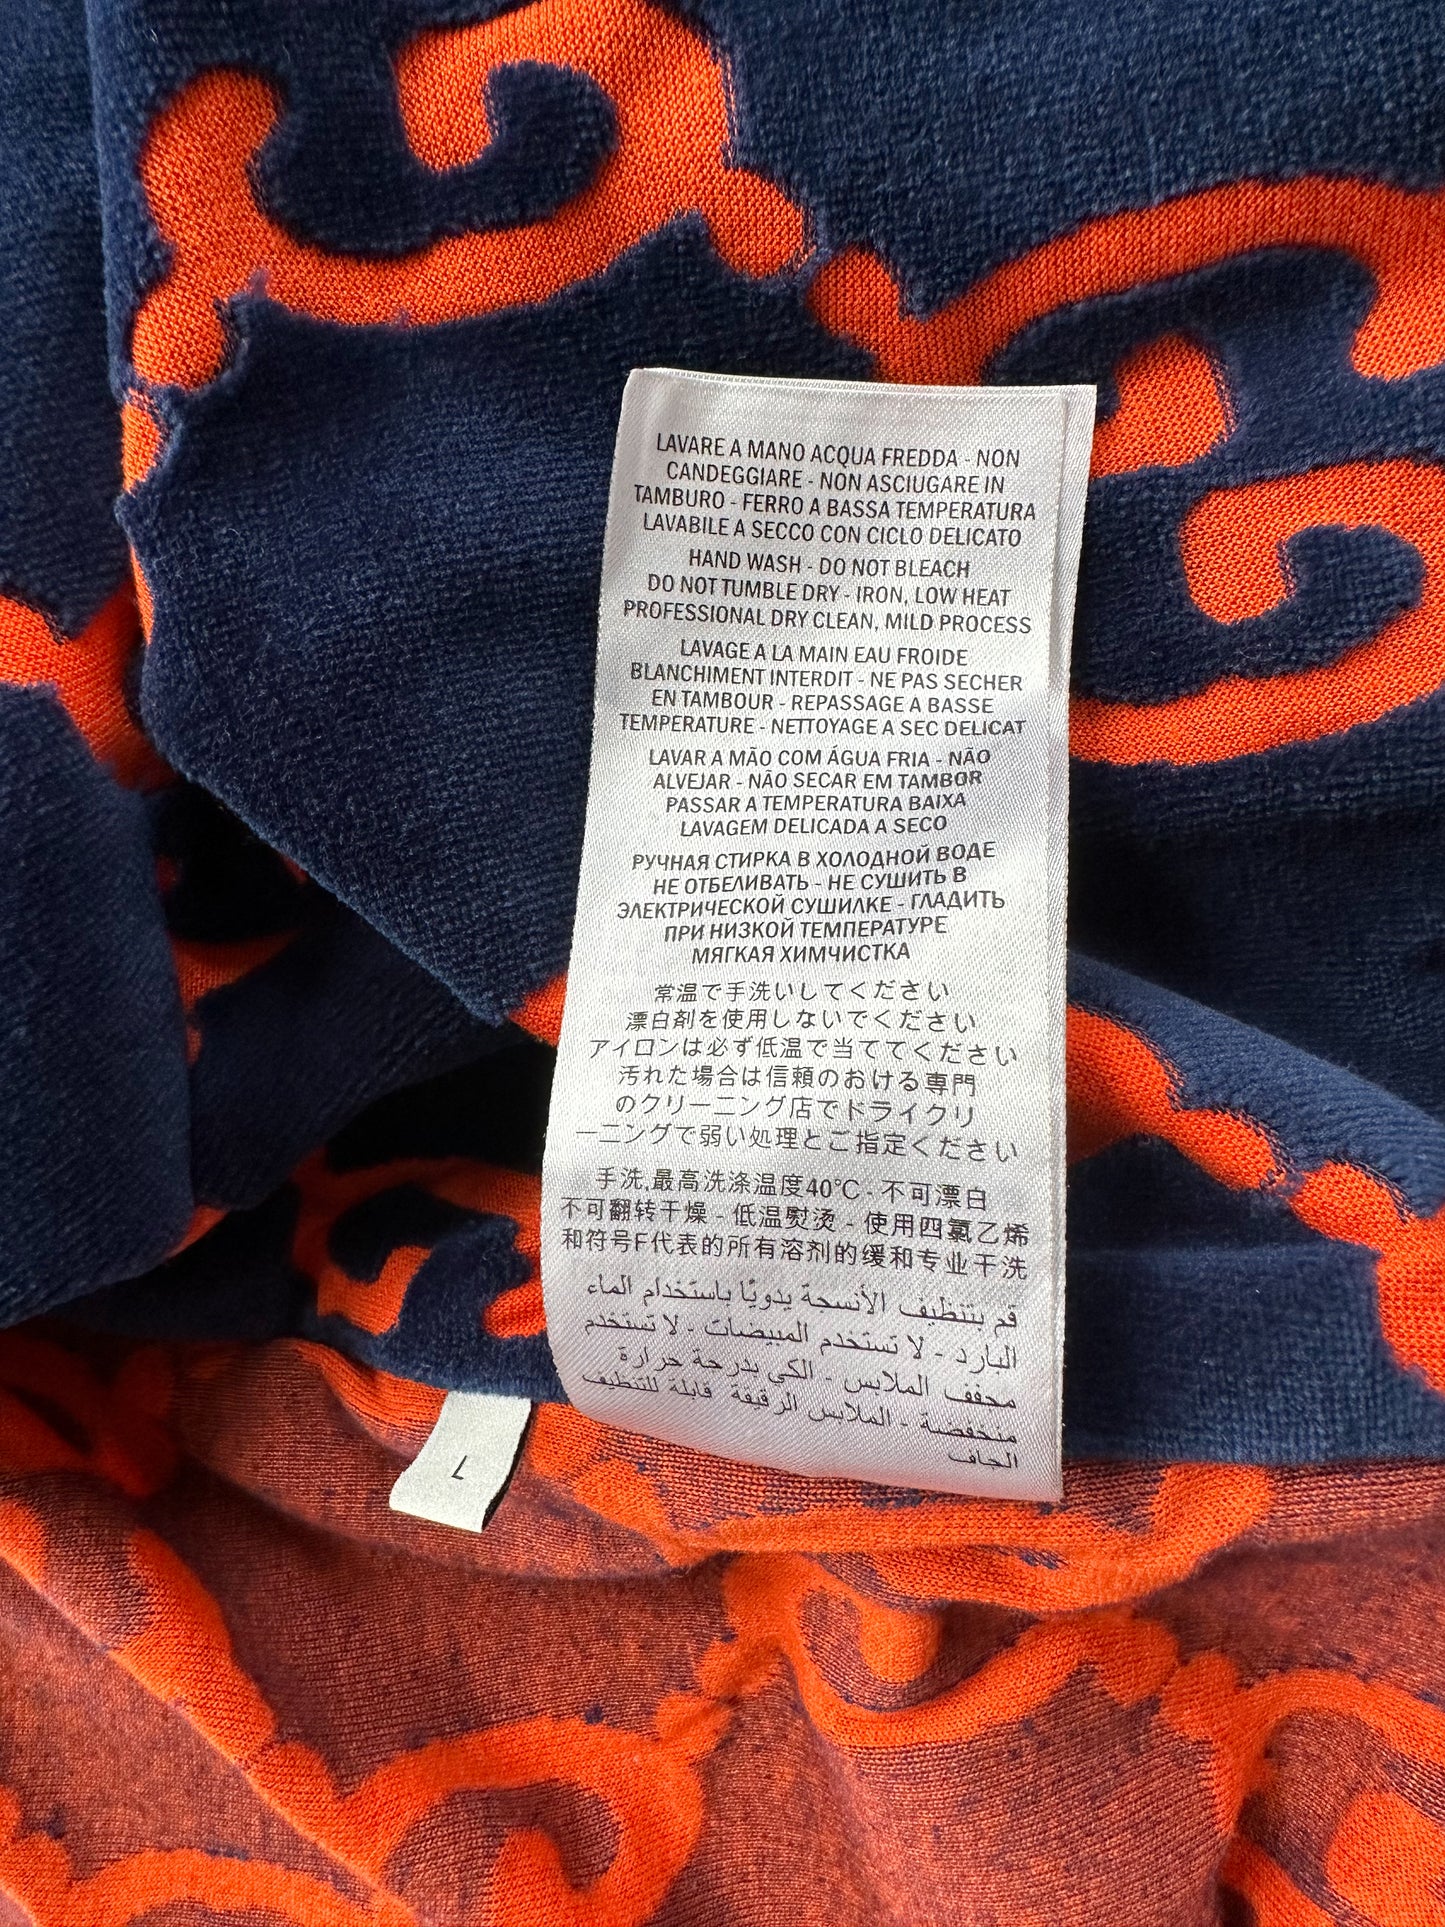 LAVARE A MANO ACQUA FREDDA - NON
CANDEGGIARE - NON ASCIUGARE IN
TAMBURO - FERRO A BASSA TEMPERATURA
LAVABILE A SECCO CON CICLO DELICATO
HAND WASH - DO NOT BLEACH
DO NOT TUMBLE DRY - IRON, LOW HEAT
PROFESSIONAL DRY CLEAN, MILD PROCESS
LAVAGE A LA MAIN EAU FROIDE
BLANCHIMENT INTERDIT - NE PAS SECHER
EN TAMBOUR - REPASSAGE A BASSE
TEMPERATURE - NETTOYAGE A SEC DELICAT
LAVAR A MÃO COM ÁGUA FRIA - NÃO
ALVEJAR - NÃO SECAR EM TAMBOR
PASSAR A TEMPERATURA BAIXA
LAVAGEM DELICADA A SECO
РУЧНАЯ СТИРКА В ХОЛОДНОЙ ВОДЕ
НЕ ОТБЕЛИВАТЬ - НЕ СУШИТЬ В
ЭЛЕКТРИЧЕСКОЙ СУШИЛКЕ - ГЛАДИТЬ
ПРИ НИЗКОЙ ТЕМПЕРАТУРЕ
МЯГКАЯ ХИМЧИСТКА
常温で手洗いしてください
漂白剤を使用しないでください
アイロンは必ず低温で当ててください
汚れた場合は信頼のおける専門
のクリーニング店でドライクリ
ーニングで弱い処理とご指定ください
手洗,最高洗涤温度40°C - 不可漂白
不可翻转干燥 - 低温熨烫 - 使用四氯乙烯
和符号F代表的所有溶剂的缓和专业干洗
قم بتنظيف الأنسجة يدويًا باستخدام الماء
البارد - لا تستخدم المبيضات - لا تستخدم
مجفف الملابس - الكي بدرجة حرارة
منخفضة - الملابس الرقيقة قابلة للتنظيف
الجاف
L